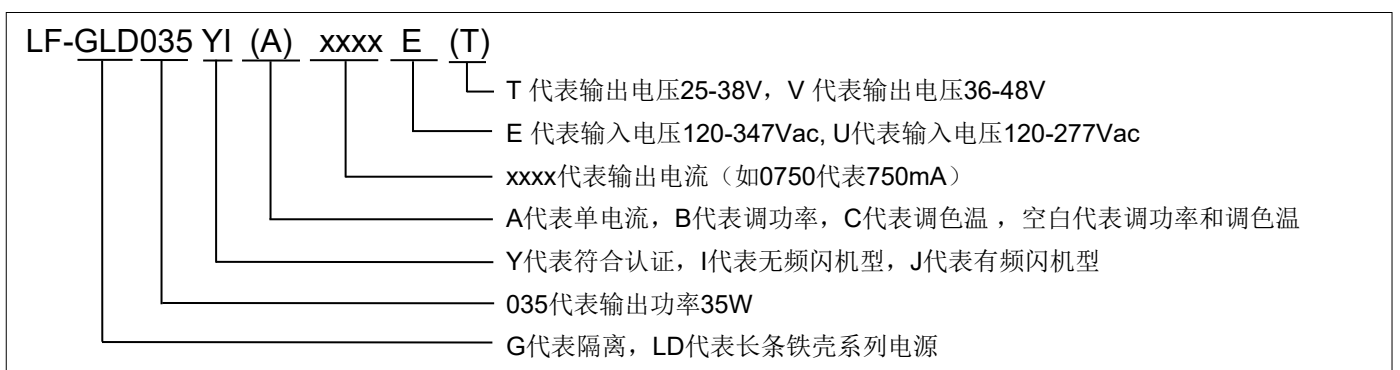 LF-GLD035 YI (A) xxxx E (T)
T 代表输出电压25-38V，V 代表输出电压36-48V
E 代表输入电压120-347Vac, U代表输入电压120-277Vac
xxxx代表输出电流（如0750代表750mA）
A代表单电流，B代表调功率，C代表调色温 ，空白代表调功率和调色温
Y代表符合认证，I代表无频闪机型，J代表有频闪机型
035代表输出功率35W
G代表隔离，LD代表长条铁壳系列电源